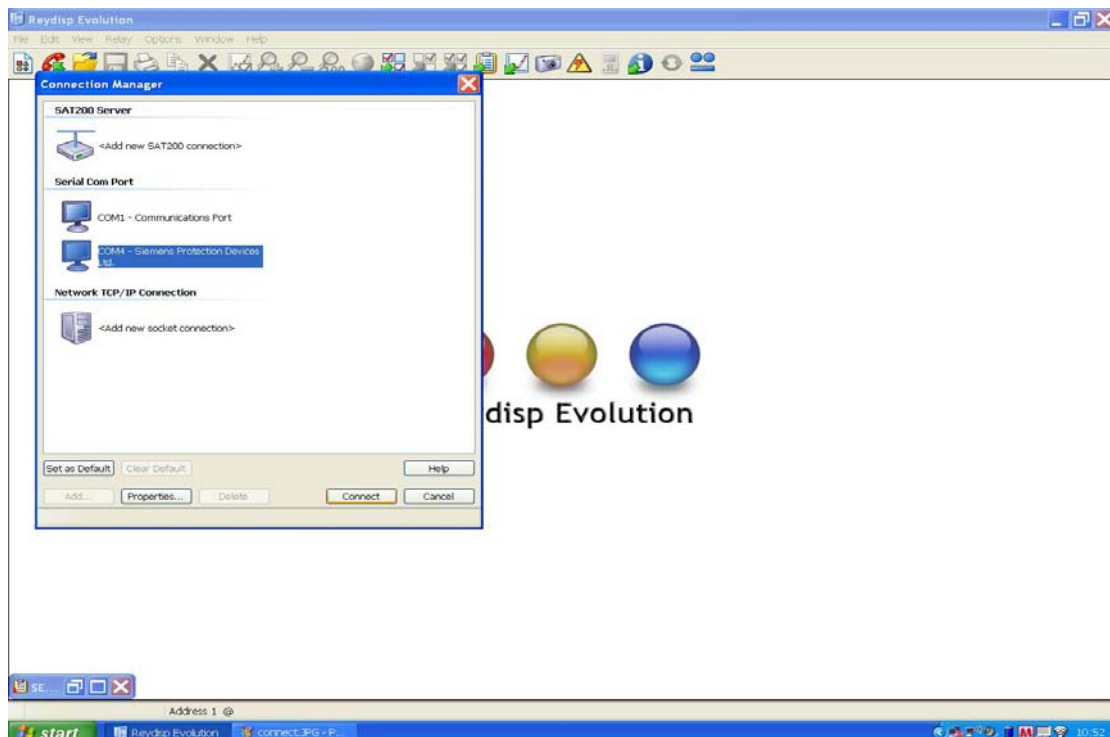 Reydisp Evolution
File Edit View Relay Options Window Help
Connection Manager
SAT200 Server
<Add new SAT200 connection>
Serial Com Port
COM1 - Communications Port
COM4 - Siemens Protection Devices
Ltd.
Network TCP/IP Connection
<Add new socket connection>
disp Evolution
Set as Default Clear Default Help
Add... Properties... Delete Connect Cancel
SE...
Address 1 @
start Reydisp Evolution connect.JPG - P... 10:52